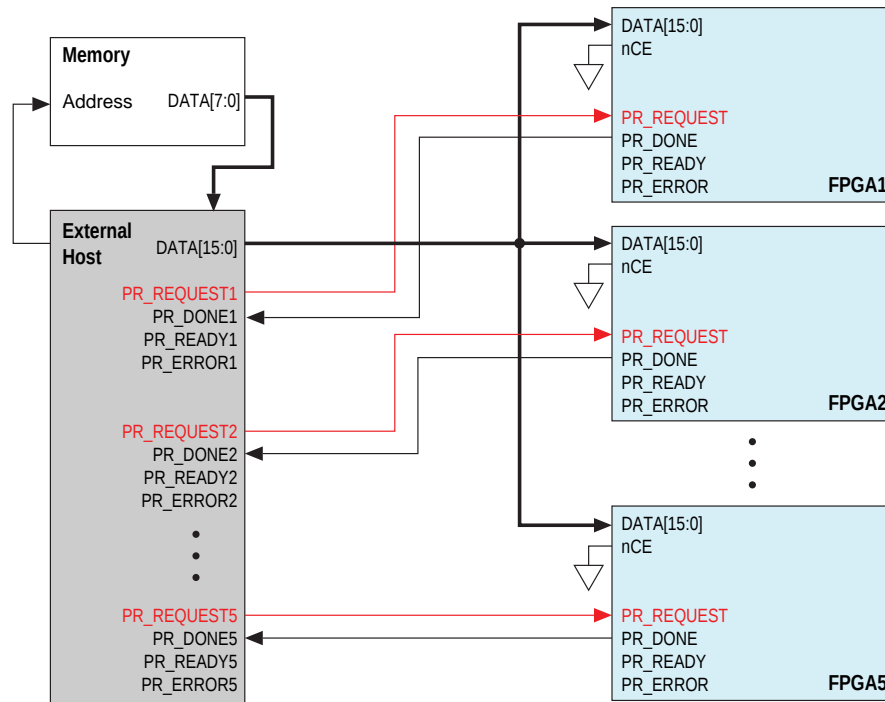 Memory
Address
DATA[7:0]
External
Host
DATA[15:0]
PR_REQUEST1
PR_DONE1
PR_READY1
PR_ERROR1
PR_REQUEST2
PR_DONE2
PR_READY2
PR_ERROR2
PR_REQUEST5
PR_DONE5
PR_READY5
PR_ERROR5
DATA[15:0]
nCE
PR_REQUEST
PR_DONE
PR_READY
PR_ERROR
FPGA1
DATA[15:0]
nCE
PR_REQUEST
PR_DONE
PR_READY
PR_ERROR
FPGA2
DATA[15:0]
nCE
PR_REQUEST
PR_DONE
PR_READY
PR_ERROR
FPGA5